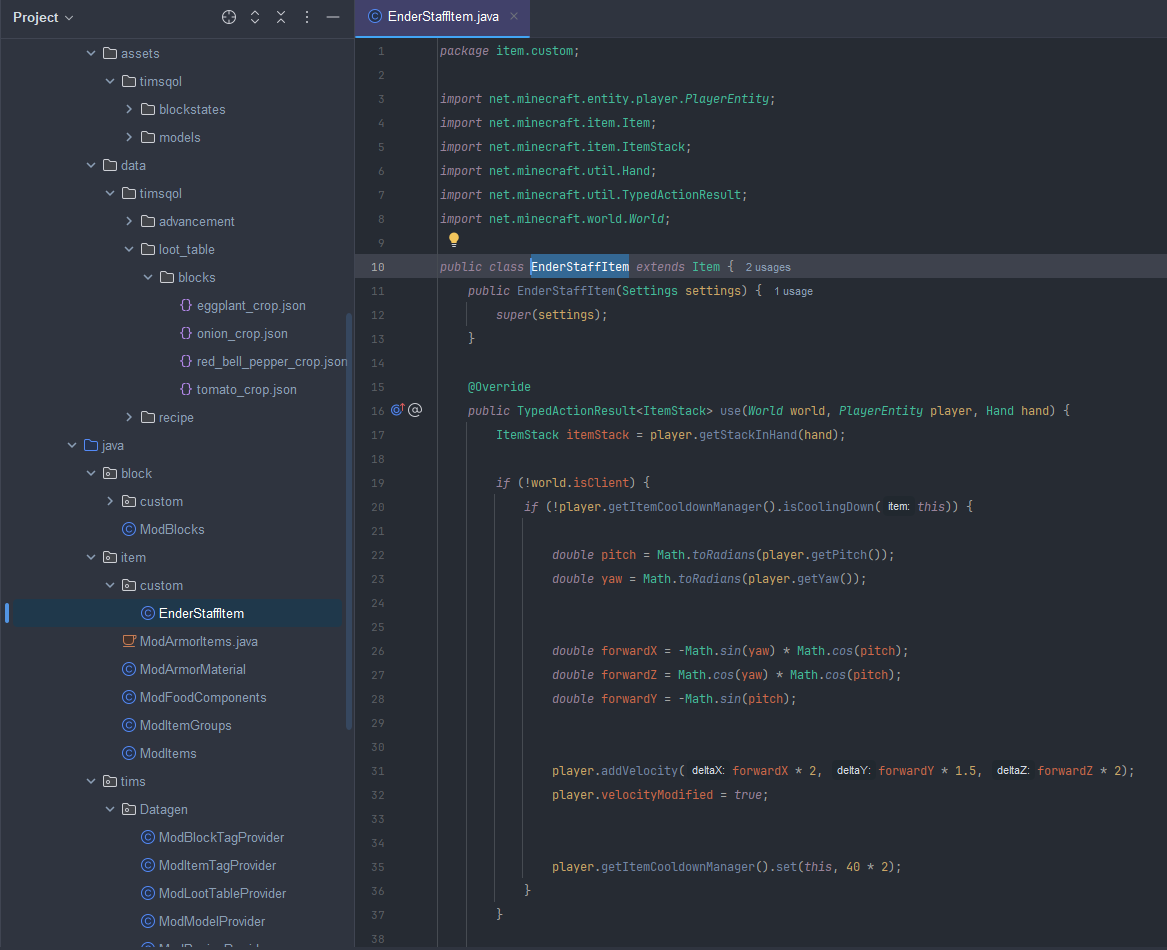 Project
EnderStaffItem.java
assets
timsqol
blockstates
models
data
timsqol
advancement
loot_table
blocks
eggplant_crop.json
onion_crop.json
red_bell_pepper_crop.json
tomato_crop.json
recipe
java
block
custom
ModBlocks
item
custom
EnderStaffItem
ModArmorItems.java
ModArmorMaterial
ModFoodComponents
ModItemGroups
ModItems
tims
Datagen
ModBlockTagProvider
ModItemTagProvider
ModLootTableProvider
ModModelProvider
1 package item.custom;
2
3 import net.minecraft.entity.player.PlayerEntity;
4 import net.minecraft.item.Item;
5 import net.minecraft.item.ItemStack;
6 import net.minecraft.util.Hand;
7 import net.minecraft.util.TypedActionResult;
8 import net.minecraft.world.World;
9
10 public class EnderStaffItem extends Item { 2 usages
11 public EnderStaffItem(Settings settings) { 1 usage
12 super(settings);
13 }
14
15 @Override
16 public TypedActionResult<ItemStack> use(World world, PlayerEntity player, Hand hand) {
17 ItemStack itemStack = player.getStackInHand(hand);
18
19 if (!world.isClient) {
20 if (!player.getItemCooldownManager().isCoolingDown( item: this)) {
21
22 double pitch = Math.toRadians(player.getPitch());
23 double yaw = Math.toRadians(player.getYaw());
24
25
26 double forwardX = -Math.sin(yaw) * Math.cos(pitch);
27 double forwardZ = Math.cos(yaw) * Math.cos(pitch);
28 double forwardY = -Math.sin(pitch);
29
30
31 player.addVelocity( deltaX: forwardX * 2, deltaY: forwardY * 1.5, deltaZ: forwardZ * 2);
32 player.velocityModified = true;
33
34
35 player.getItemCooldownManager().set(this, 40 * 2);
36 }
37 }
38